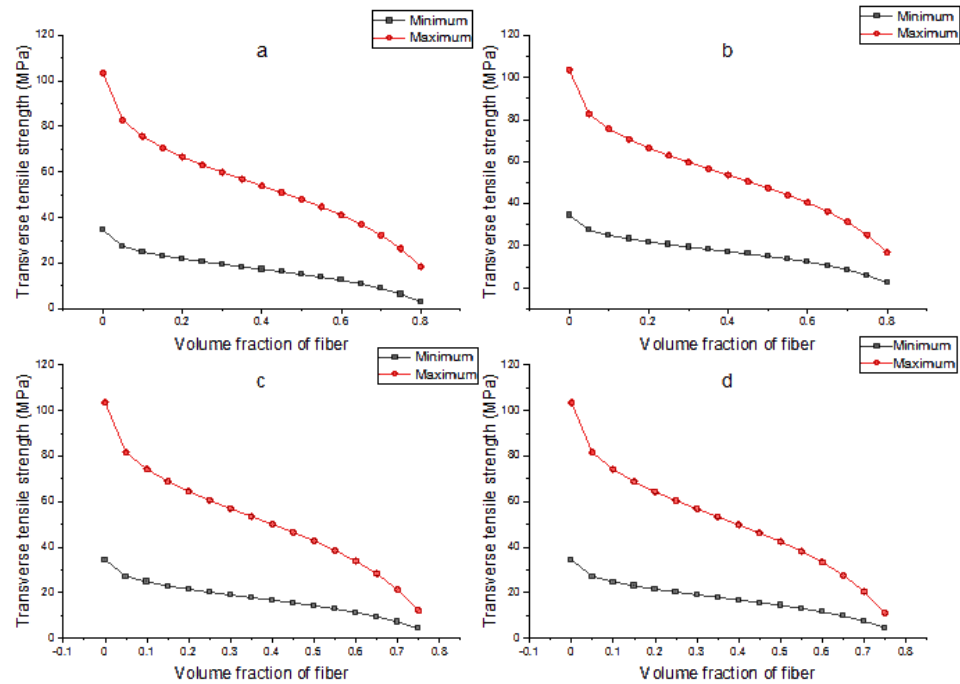 Minimum
Maximum
a
Transverse tensile strength (MPa)
120
100
80
60
40
20
0
0 0.2 0.4 0.6 0.8
Volume fraction of fiber
Minimum
Maximum
b
Transverse tensile strength (MPa)
120
100
80
60
40
20
0
0 0.2 0.4 0.6 0.8
Volume fraction of fiber
Minimum
Maximum
c
Transverse tensile strength (MPa)
120
100
80
60
40
20
0
-0.1 0 0.1 0.2 0.3 0.4 0.5 0.6 0.7 0.8
Volume fraction of fiber
Minimum
Maximum
d
Transverse tensile strength (MPa)
120
100
80
60
40
20
0
-0.1 0 0.1 0.2 0.3 0.4 0.5 0.6 0.7 0.8
Volume fraction of fiber